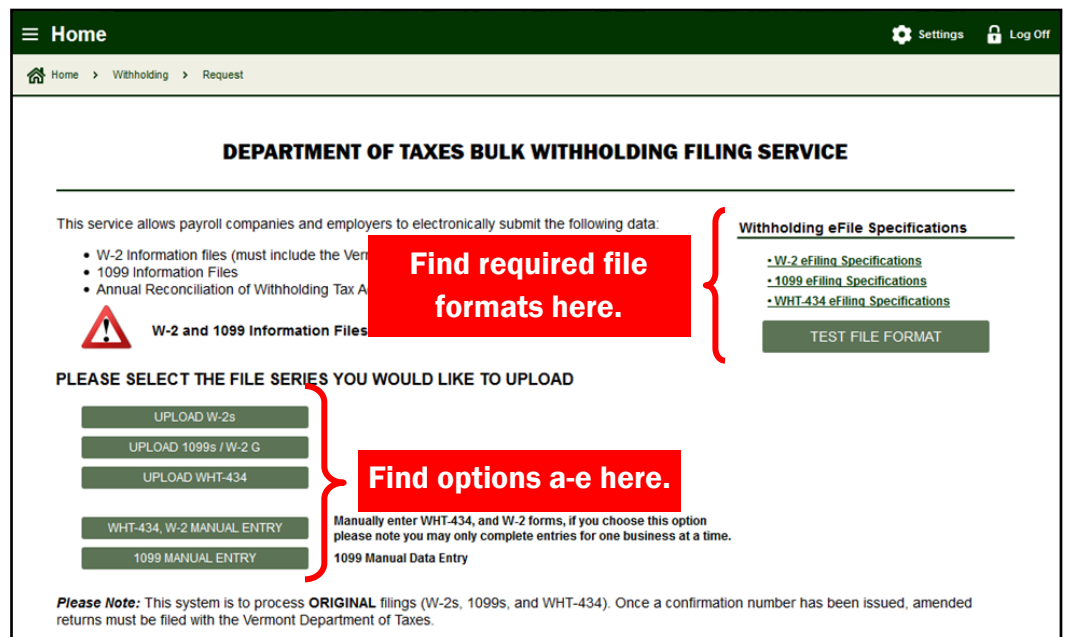 Home
Settings
Log Off
Home > Withholding > Request
DEPARTMENT OF TAXES BULK WITHHOLDING FILING SERVICE
This service allows payroll companies and employers to electronically submit the following data:
• W-2 Information files (must include the
• 1099 Information Files
• Annual Reconciliation of Withholding Tax
W-2 and 1099 Information Files
Find required file
formats here.
Withholding eFile Specifications
• W-2 eFiling Specifications
• 1099 eFiling Specifications
• WHT-434 eFiling Specifications
TEST FILE FORMAT
PLEASE SELECT THE FILE SERIES YOU WOULD LIKE TO UPLOAD
UPLOAD W-2s
UPLOAD 1099s / W-2 G
UPLOAD WHT-434
Find options a-e here.
WHT-434, W-2 MANUAL ENTRY
Manually enter WHT-434, and W-2 forms, if you choose this option
please note you may only complete entries for one business at a time.
1099 MANUAL ENTRY
1099 Manual Data Entry
Please Note: This system is to process ORIGINAL filings (W-2s, 1099s, and WHT-434). Once a confirmation number has been issued, amended
returns must be filed with the Vermont Department of Taxes.